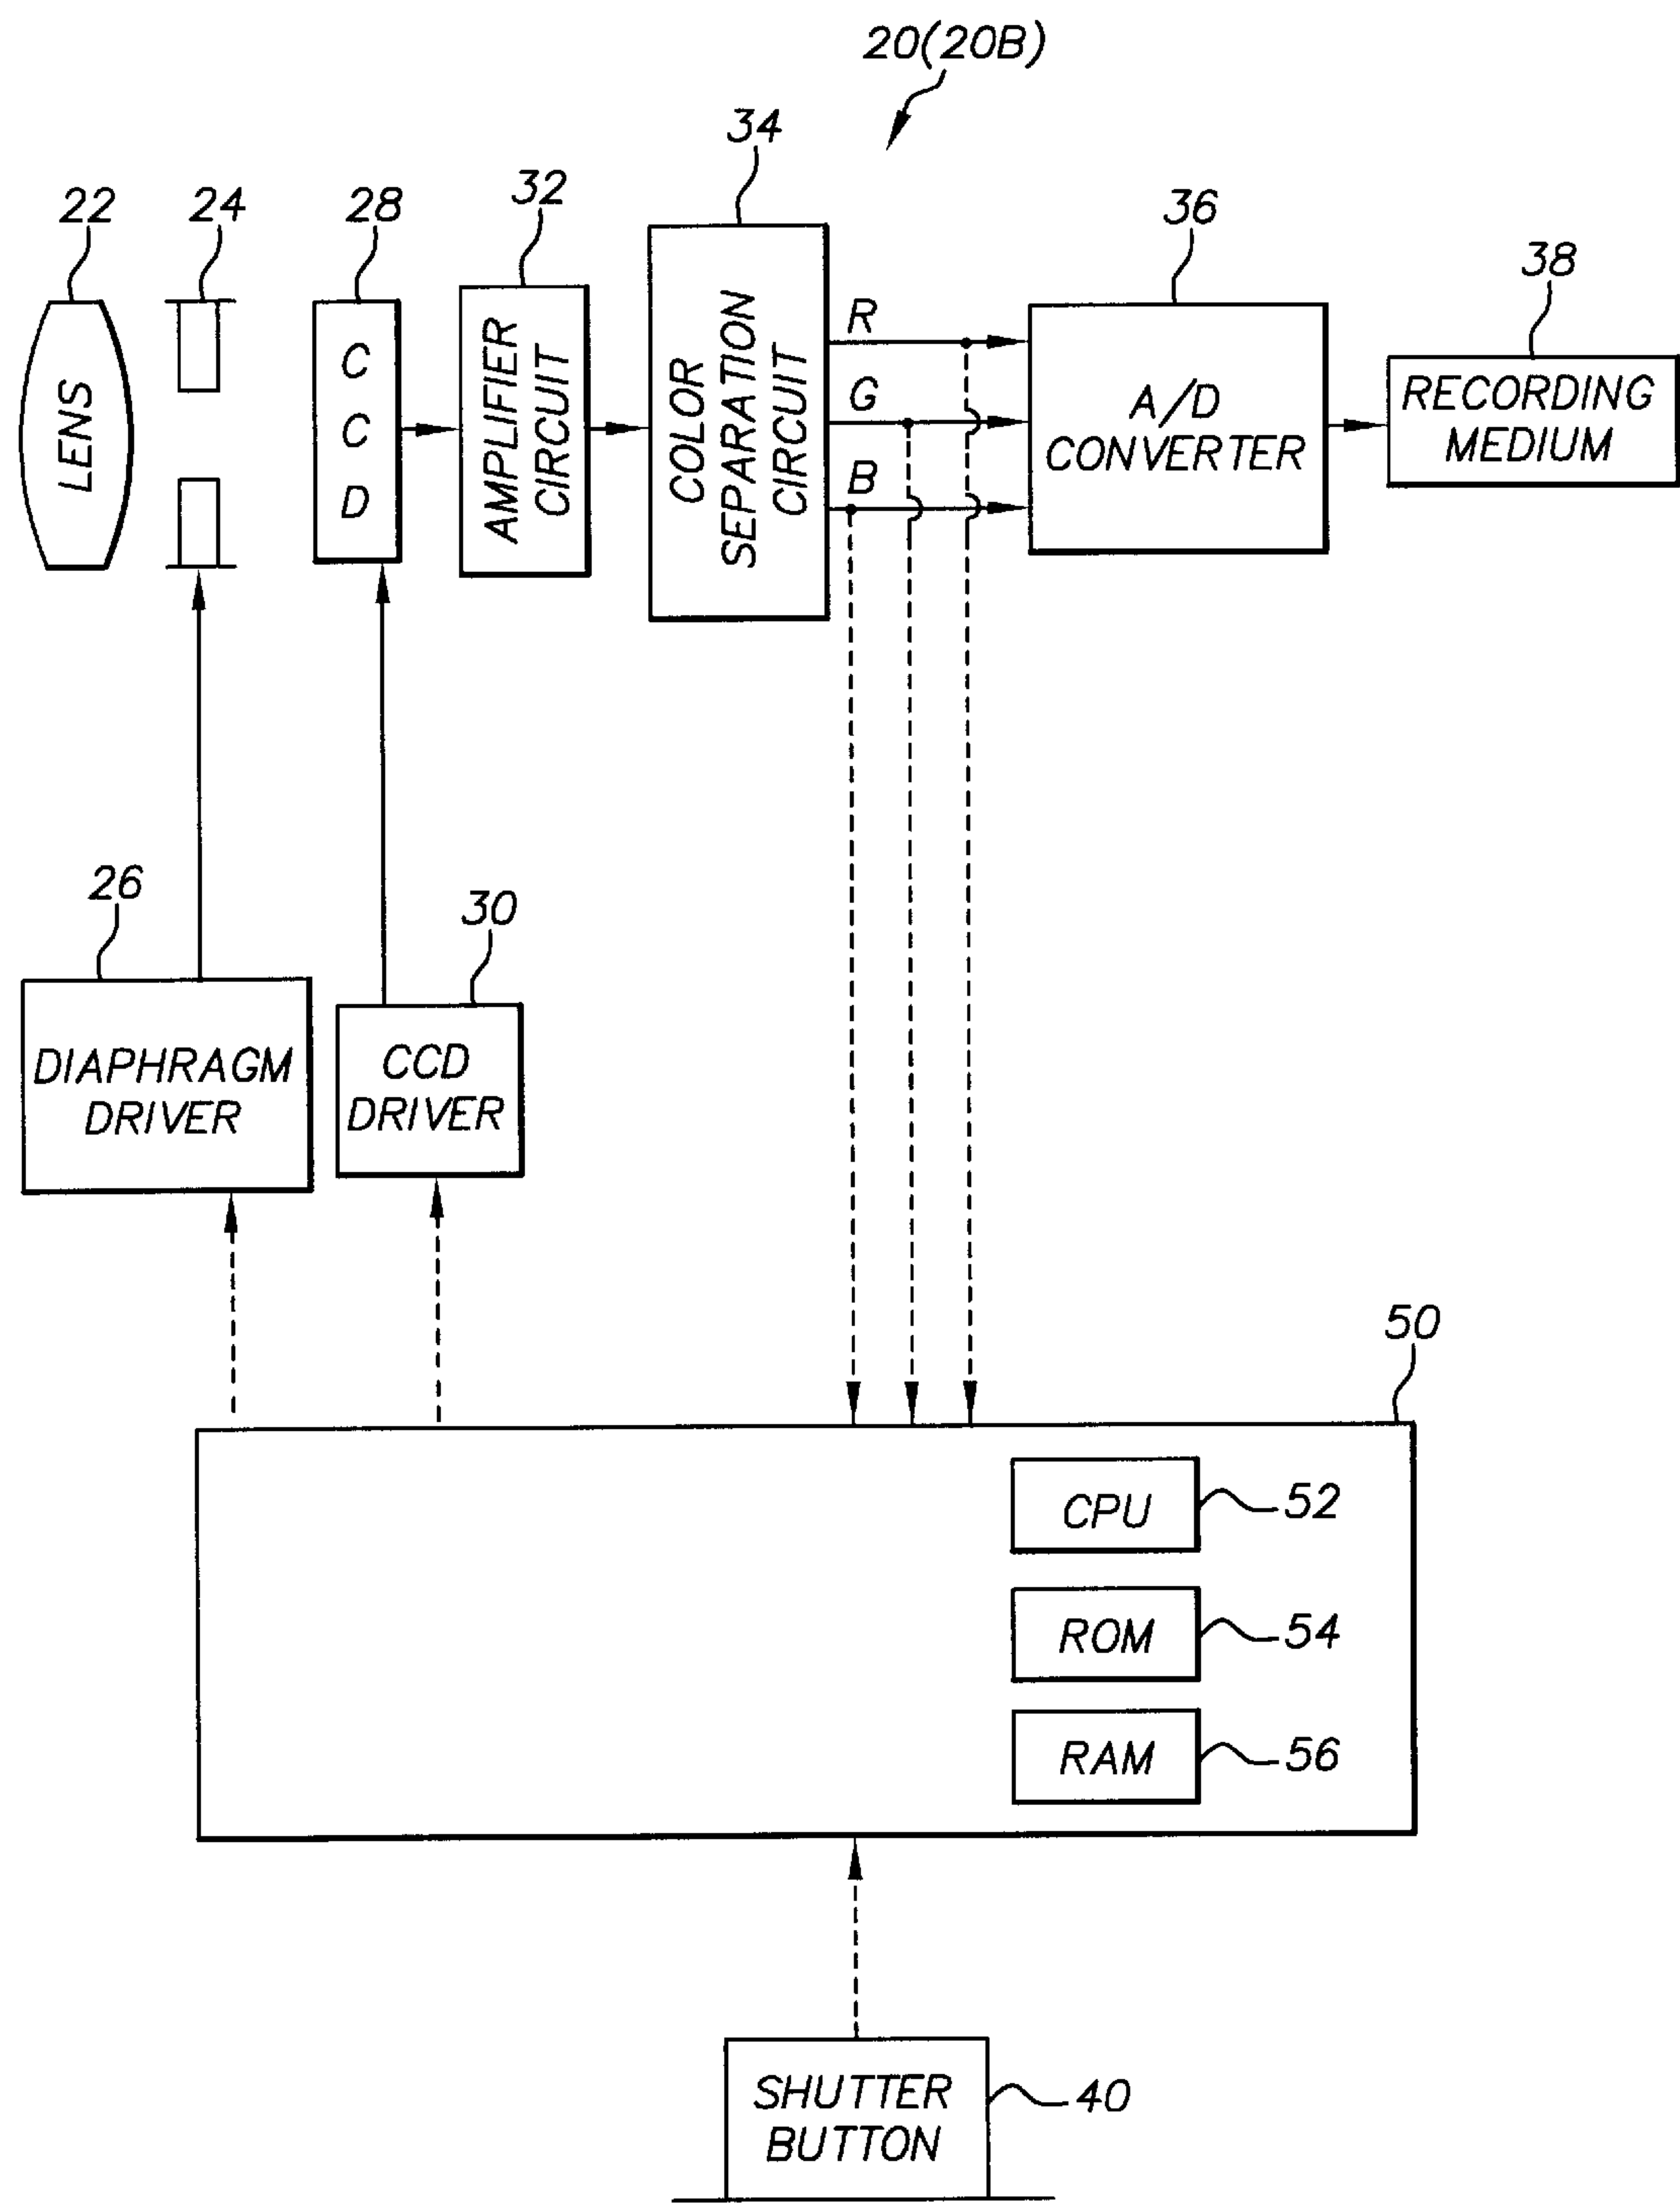 20(20B)
34
32
22
24
28
36
38
LENS
C
C
D
AMPLIFIER
CIRCUIT
COLOR
SEPARATION
CIRCUIT
R
G
B
A/D
CONVERTER
RECORDING
MEDIUM
26
30
DIAPHRAGM
DRIVER
CCD
DRIVER
50
CPU
52
ROM
54
RAM
56
SHUTTER
BUTTON
40